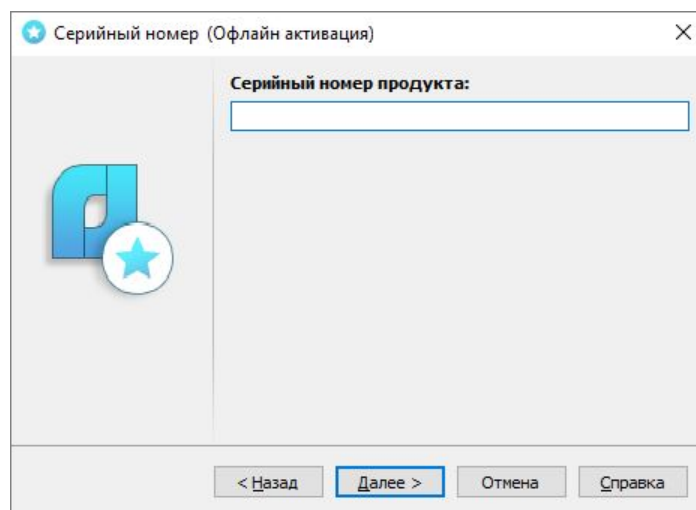 Серийный номер (Офлайн активация)
Серийный номер продукта:
< Назад Далее > Отмена Справка